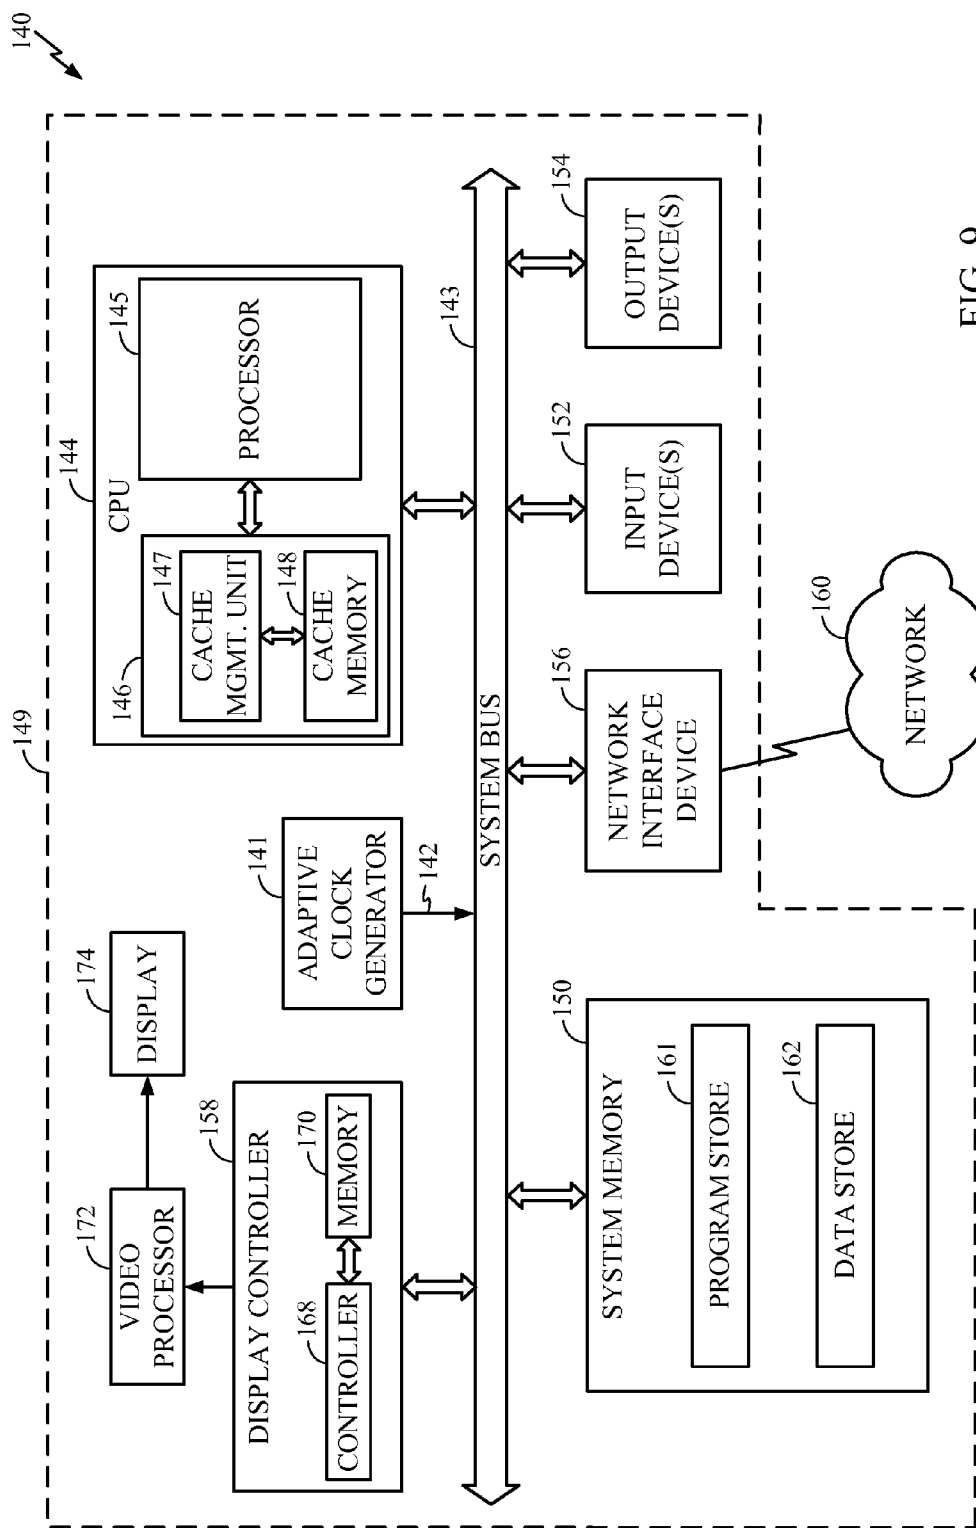 140
149
172
VIDEO
PROCESSOR
174
DISPLAY
158
DISPLAY CONTROLLER
168
CONTROLLER
170
MEMORY
141
ADAPTIVE
CLOCK
GENERATOR
142
144
CPU
146
147
CACHE
MGMT. UNIT
148
CACHE
MEMORY
145
PROCESSOR
143
SYSTEM BUS
150
SYSTEM MEMORY
161
PROGRAM STORE
162
DATA STORE
156
NETWORK
INTERFACE
DEVICE
152
INPUT
DEVICE(S)
154
OUTPUT
DEVICE(S)
160
NETWORK
FIG. 9